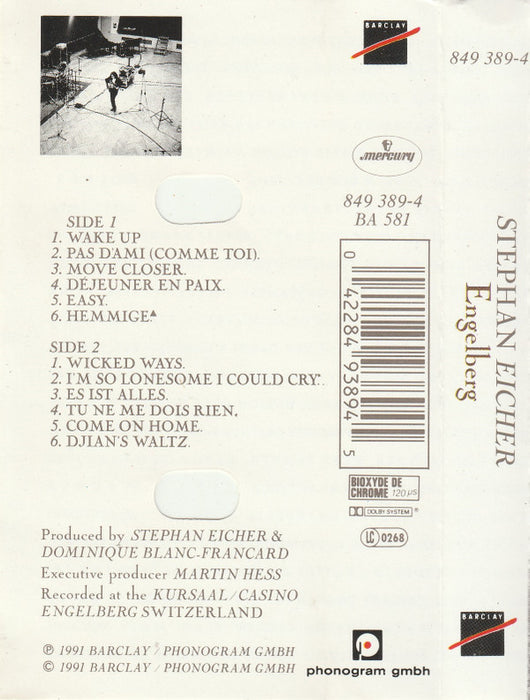 BARCLAY
849 389-4
mercury
849 389-4
BA 581
SIDE 1
1. WAKE UP
2. PAS D'AMI (COMME TOI).
3. MOVE CLOSER.
4. DÉJEUNER EN PAIX.
5. EASY.
6. HEMMIGE.▲
SIDE 2
1. WICKED WAYS.
2. I'M SO LONESOME I COULD CRY.
3. ES IST ALLES.
4. TU NE ME DOIS RIEN.
5. COME ON HOME.
6. DJIAN'S WALTZ.
0 42284 93894 5
STEPHAN EICHER
Engelberg
BIOXYDE DE
CHROME 120 µs
DOLBY SYSTEM ®
LC 0268
Produced by STEPHAN EICHER &
DOMINIQUE BLANC-FRANCARD
Executive producer MARTIN HESS
Recorded at the KURSAAL/CASINO
ENGELBERG SWITZERLAND
℗ 1991 BARCLAY / PHONOGRAM GMBH
© 1991 BARCLAY / PHONOGRAM GMBH
phonogram gmbh
BARCLAY